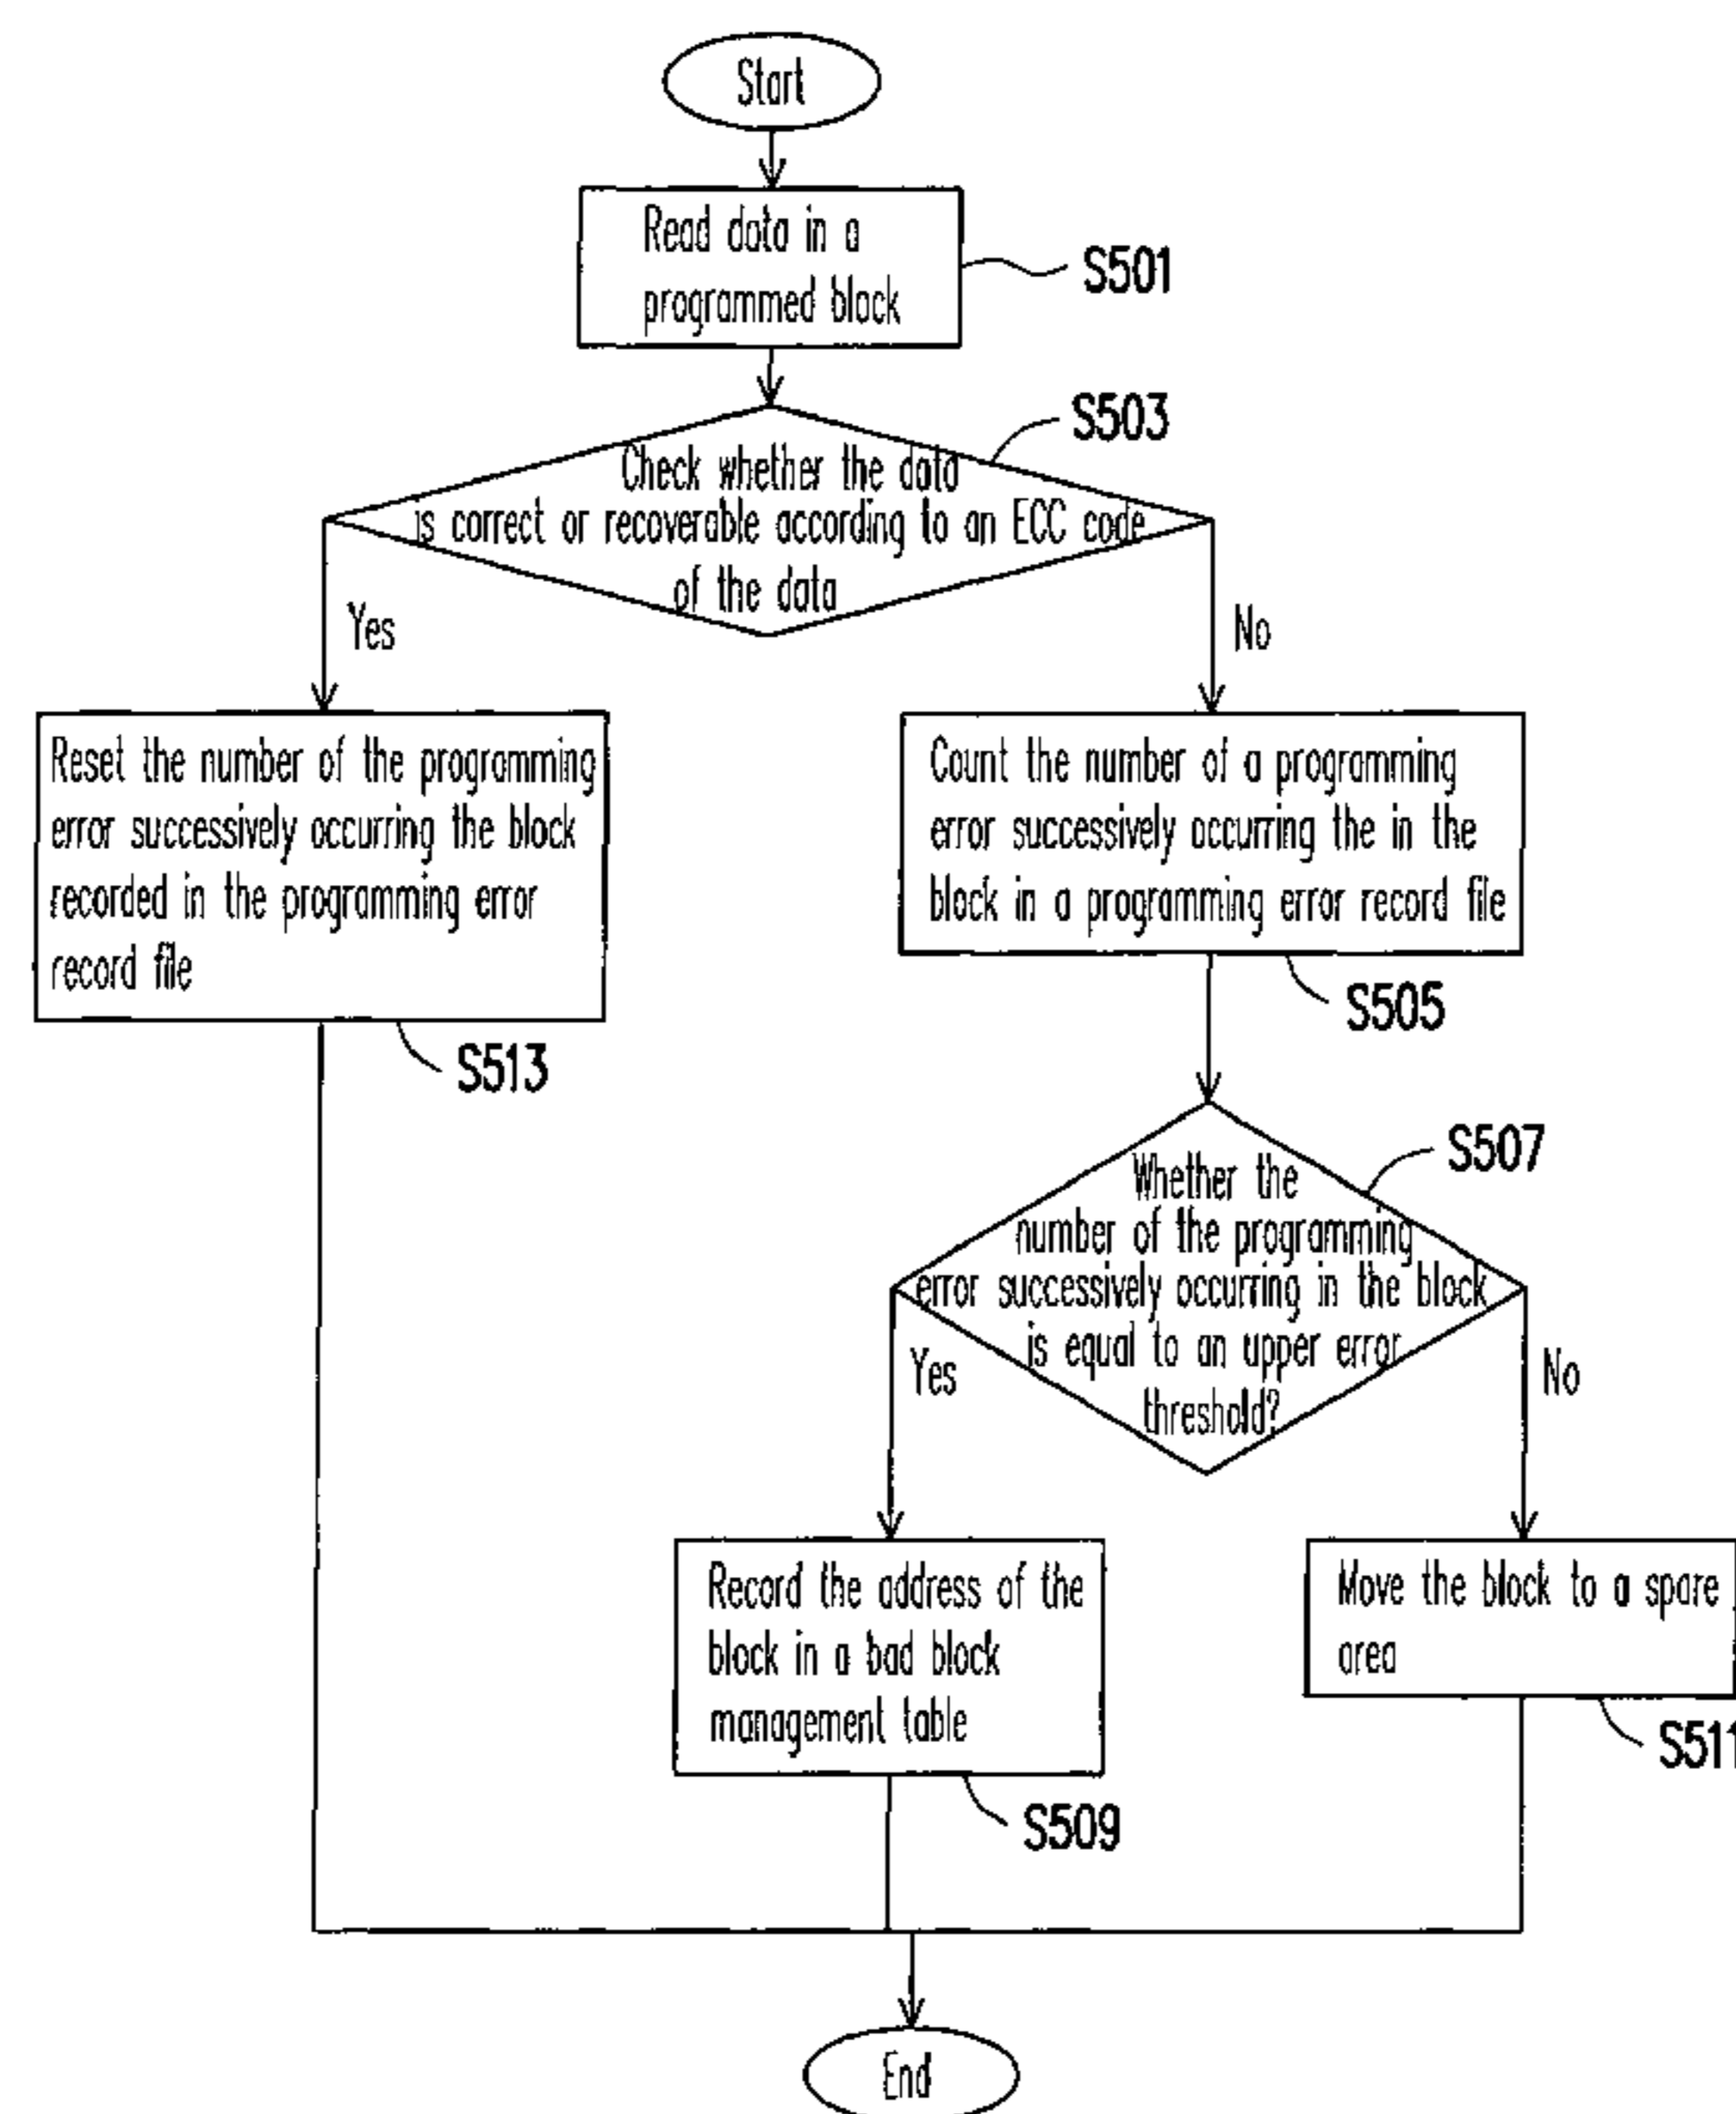 Start
Read data in a
programmed block
S501
S503
Check whether the data
is correct or recoverable according to an ECC code
of the data
Yes
No
Reset the number of the programming
error successively occurring the block
recorded in the programming error
record file
S513
Count the number of a programming
error successively occurring the in the
block in a programming error record file
S505
S507
Whether the
number of the programming
error successively occurring in the block
is equal to an upper error
threshold?
Yes
No
Record the address of the
block in a bad block
management table
S509
Move the block to a spare
area
S511
End